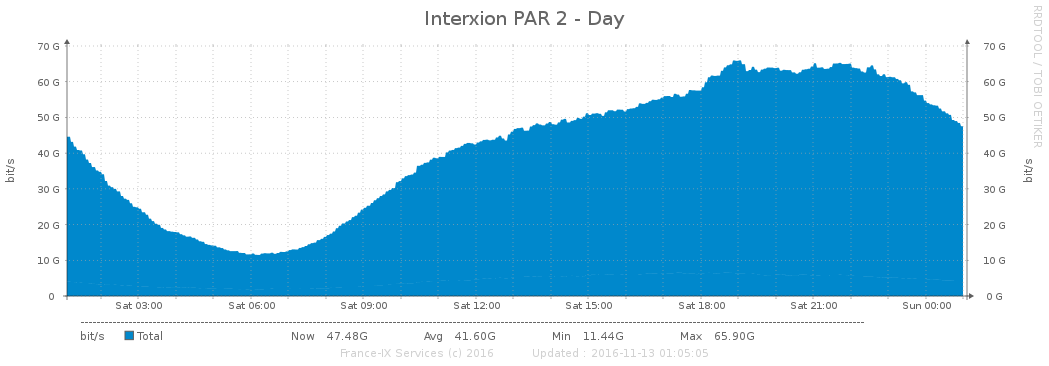 Interxion PAR 2 - Day
RRDTOOL / TOBI OETIKER
70 G 70 G
60 G 60 G
50 G 50 G
40 G 40 G
30 G 30 G
20 G 20 G
10 G 10 G
0 0 G
bit/s
bit/s
Sat 03:00 Sat 06:00 Sat 09:00 Sat 12:00 Sat 15:00 Sat 18:00 Sat 21:00 Sun 00:00
bit/s Total Now 47.48G Avg 41.60G Min 11.44G Max 65.90G
France-IX Services (c) 2016 Updated : 2016-11-13 01:05:05